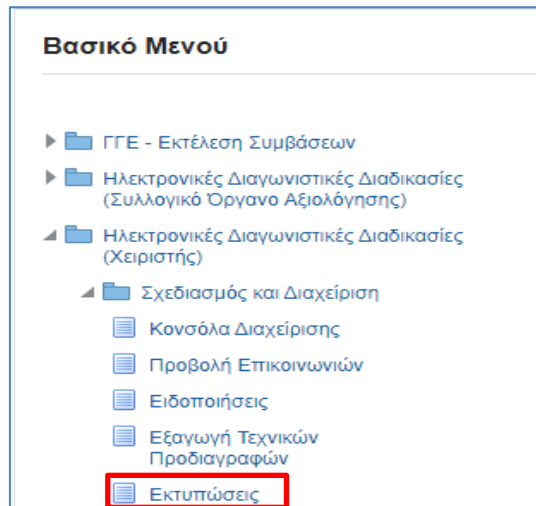 Βασικό Μενού
ΓΓΕ - Εκτέλεση Συμβάσεων
Ηλεκτρονικές Διαγωνιστικές Διαδικασίες
(Συλλογικό Όργανο Αξιολόγησης)
Ηλεκτρονικές Διαγωνιστικές Διαδικασίες
(Χειριστής)
Σχεδιασμός και Διαχείριση
Κονσόλα Διαχείρισης
Προβολή Επικοινωνιών
Ειδοποιήσεις
Εξαγωγή Τεχνικών
Προδιαγραφών
Εκτυπώσεις